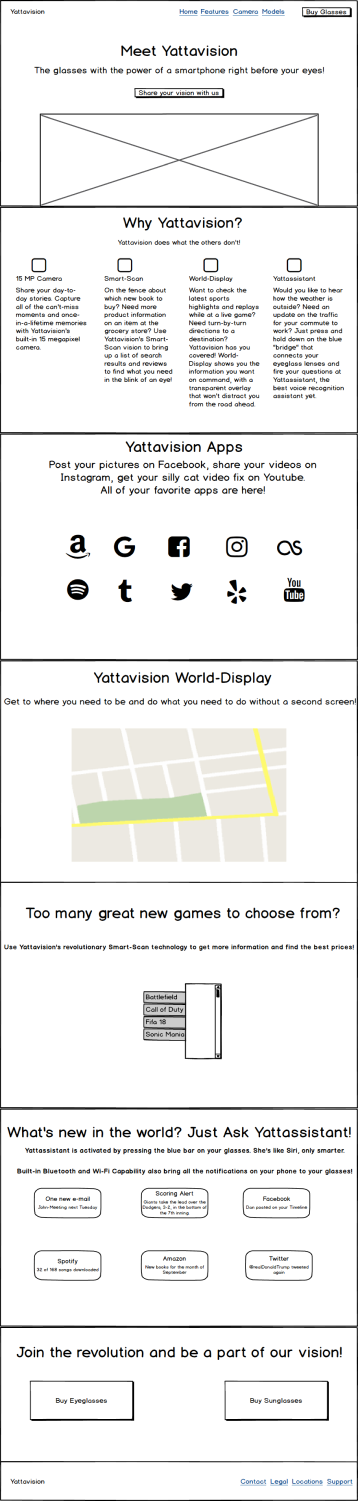 Yattavision
Home Features Camera Models
Buy Glasses
Meet Yattavision
The glasses with the power of a smartphone right before your eyes!
Share your vision with us
Why Yattavision?
Yattavision does what the others don't!
15 MP Camera
Share your day-to-
day stories. Capture
all of the can't-miss
moments and once-
in-a-lifetime memories
with Yattavision's
built-in 15 megapixel
camera.
Smart-Scan
On the fence about
which new book to
buy? Need more
product information
on an item at the
grocery store? Use
Yattavision's Smart-
Scan vision to bring
up a list of search
results and reviews
to find what you need
in the blink of an eye!
World-Display
Want to check the
latest sports
highlights and replays
while at a live game?
Need turn-by-turn
directions to a
destination?
Yattavision has you
covered! World-
Display shows you the
information you want
on command, with a
transparent overlay
that won't distract you
from the road ahead.
Yattassistant
Would you like to hear
how the weather is
outside? Need an
update on the traffic
for your commute to
work? Just press and
hold down on the blue
"bridge" that
connects your
eyeglass lenses and
fire your questions at
Yattassistant, the
best voice recognition
assistant yet.
Yattavision Apps
Post your pictures on Facebook, share your videos on
Instagram, get your silly cat video fix on Youtube.
All of your favorite apps are here!
You
Tube
Yattavision World-Display
Get to where you need to be and do what you need to do without a second screen!
Too many great new games to choose from?
Use Yattavision's revolutionary Smart-Scan technology to get more information and find the best prices!
Battlefield
Call of Duty
Fifa 18
Sonic Mania
What's new in the world? Just Ask Yattassistant!
Yattassistant is activated by pressing the blue bar on your glasses. She's like Siri, only smarter.
Built-in Bluetooth and Wi-Fi Capability also bring all the notifications on your phone to your glasses!
One new e-mail
John-Meeting next Tuesday
Scoring Alert
Giants take the lead over the
Dodgers, 3-2, in the bottom of
the 7th inning
Facebook
Dan posted on your Timeline
Spotify
32 of 168 songs downloaded
Amazon
New books for the month of
September
Twitter
@realDonaldTrump tweeted
again
Join the revolution and be a part of our vision!
Buy Eyeglasses
Buy Sunglasses
Yattavision
Contact Legal Locations Support